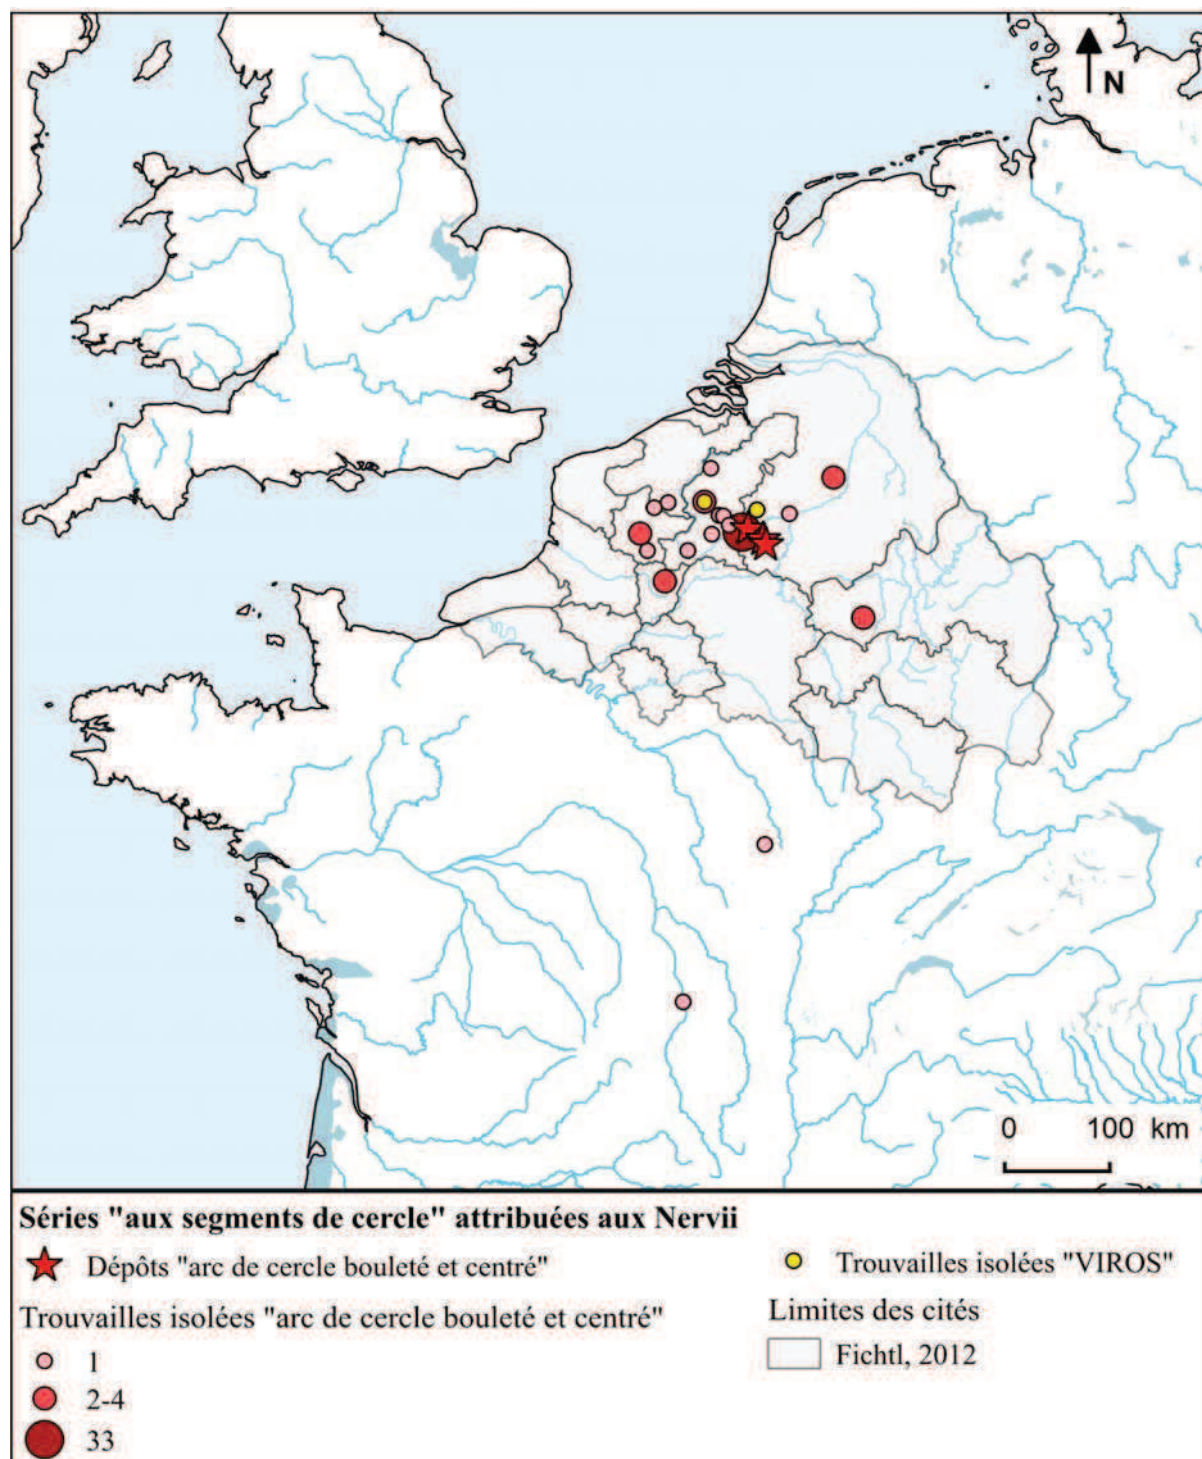 N
0 100 km
Séries "aux segments de cercle" attribuées aux Nervii
Dépôts "arc de cercle bouleté et centré"
Trouvailles isolées "arc de cercle bouleté et centré"
1
2-4
33
Trouvailles isolées "VIROS"
Limites des cités
Fichtl, 2012